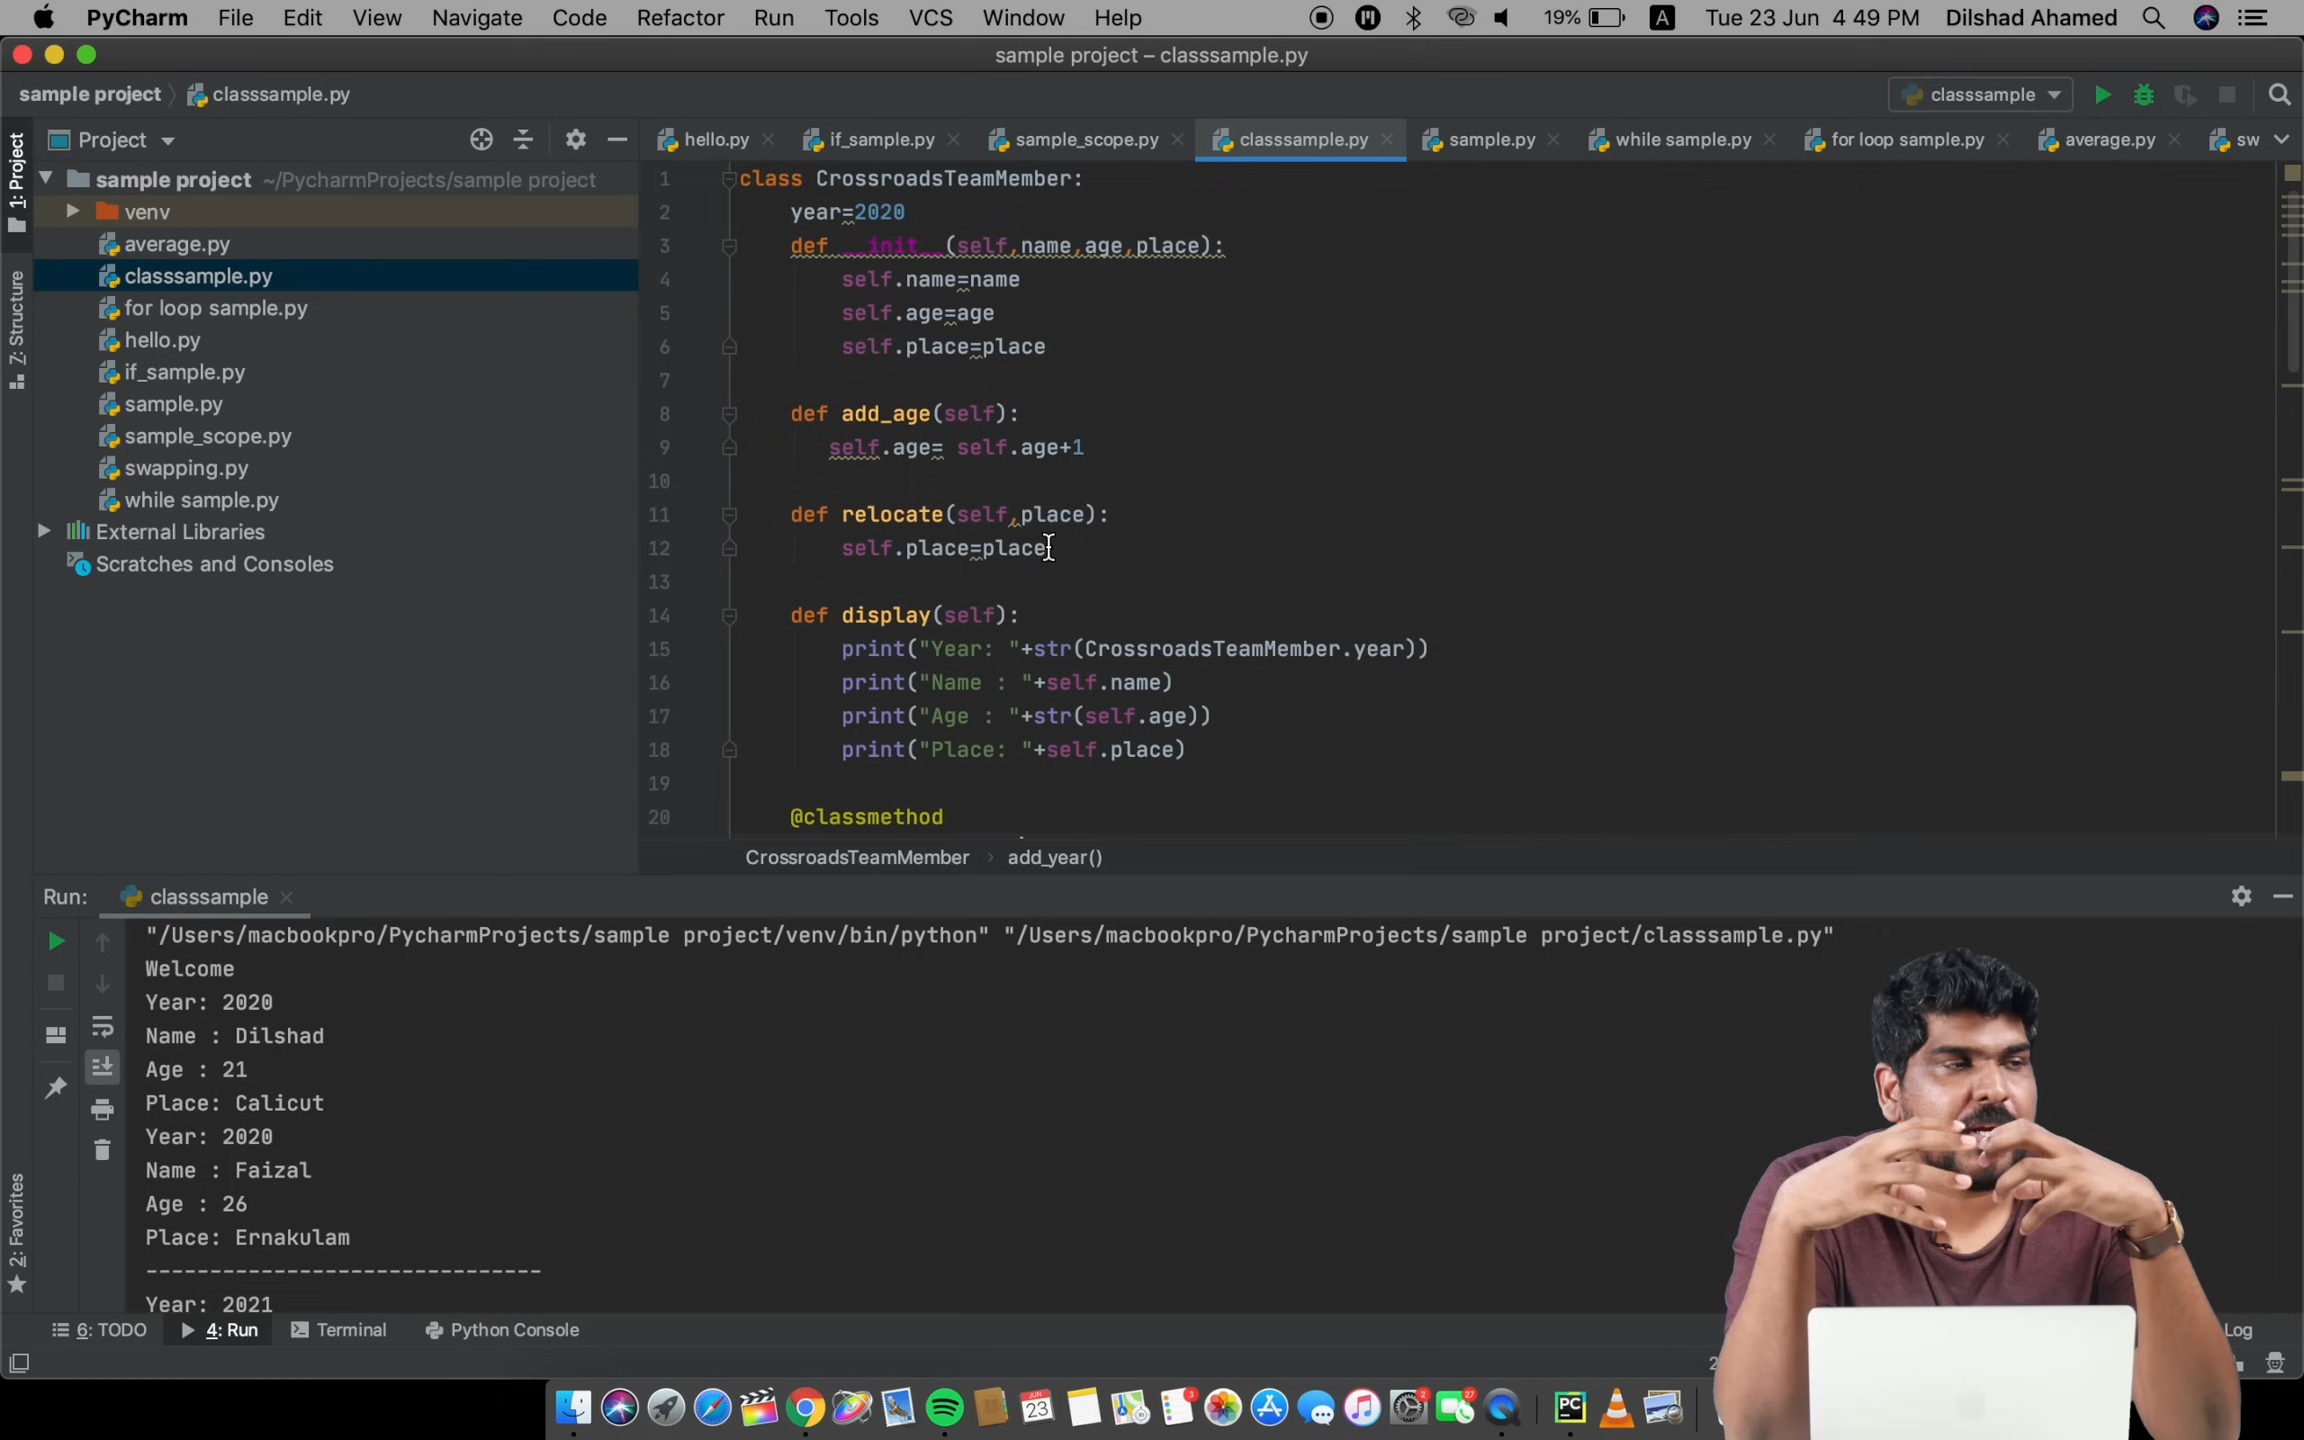 PyCharm File Edit View Navigate Code Refactor Run Tools VCS Window Help 19% A Tue 23 Jun 4:49 PM Dilshad Ahamed
sample project – classsample.py
sample project classsample.py classsample
1: Project
Z: Structure
2: Favorites
Project
sample project ~/PycharmProjects/sample project
venv
average.py
classsample.py
for loop sample.py
hello.py
if_sample.py
sample.py
sample_scope.py
swapping.py
while sample.py
External Libraries
Scratches and Consoles
hello.py if_sample.py sample_scope.py classsample.py sample.py while sample.py for loop sample.py average.py sw
1 class CrossroadsTeamMember:
2 year=2020
3 def __init__(self,name,age,place):
4 self.name=name
5 self.age=age
6 self.place=place
7
8 def add_age(self):
9 self.age= self.age+1
10
11 def relocate(self,place):
12 self.place=place
13
14 def display(self):
15 print("Year: "+str(CrossroadsTeamMember.year))
16 print("Name : "+self.name)
17 print("Age : "+str(self.age))
18 print("Place: "+self.place)
19
20 @classmethod
CrossroadsTeamMember add_year()
Run: classsample
"/Users/macbookpro/PycharmProjects/sample project/venv/bin/python" "/Users/macbookpro/PycharmProjects/sample project/classsample.py"
Welcome
Year: 2020
Name : Dilshad
Age : 21
Place: Calicut
Year: 2020
Name : Faizal
Age : 26
Place: Ernakulam
-------------------------------
Year: 2021
6: TODO 4: Run Terminal Python Console Log
JUN
23
3
2
27
PC